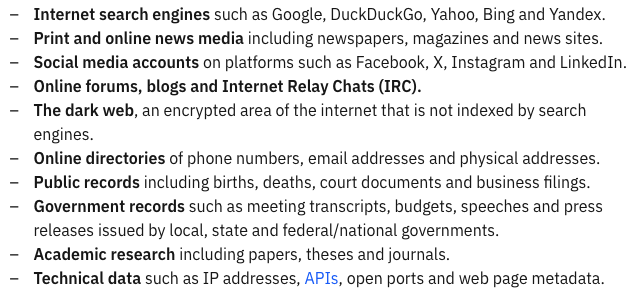 – Internet search engines such as Google, DuckDuckGo, Yahoo, Bing and Yandex.
– Print and online news media including newspapers, magazines and news sites.
– Social media accounts on platforms such as Facebook, X, Instagram and LinkedIn.
– Online forums, blogs and Internet Relay Chats (IRC).
– The dark web, an encrypted area of the internet that is not indexed by search
engines.
– Online directories of phone numbers, email addresses and physical addresses.
– Public records including births, deaths, court documents and business filings.
– Government records such as meeting transcripts, budgets, speeches and press
releases issued by local, state and federal/national governments.
– Academic research including papers, theses and journals.
– Technical data such as IP addresses, APIs, open ports and web page metadata.